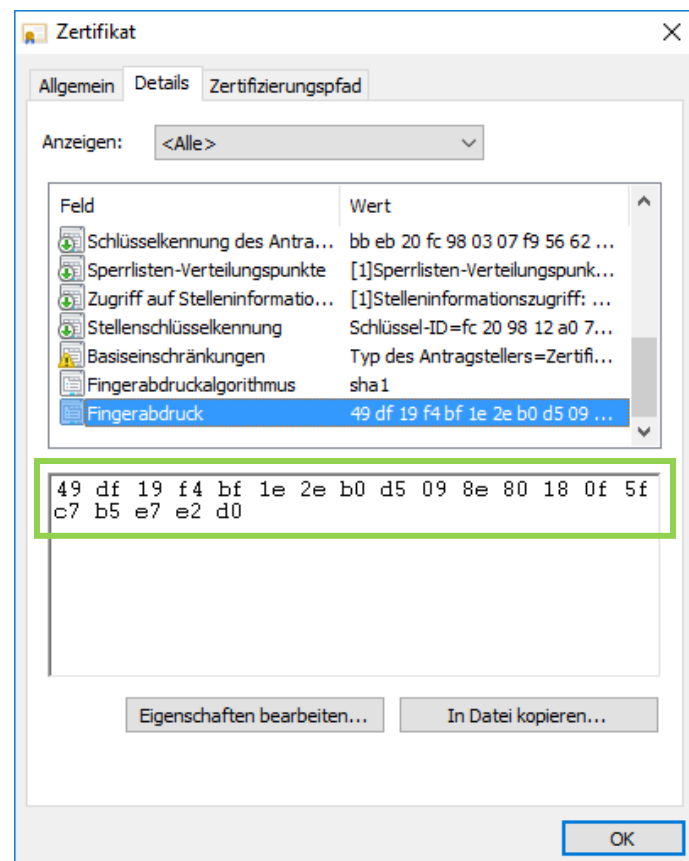 Zertifikat
Allgemein Details Zertifizierungspfad
Anzeigen: <Alle>
Feld Wert
Schlüsselkennung des Antra... bb eb 20 fc 98 03 07 f9 56 62 ...
Sperrlisten-Verteilungspunkte [1]Sperrlisten-Verteilungspunk...
Zugriff auf Stelleninformatio... [1]Stelleninformationszugriff: ...
Stellenschlüsselkennung Schlüssel-ID=fc 20 98 12 a0 7...
Basiseinschränkungen Typ des Antragstellers=Zertifi...
Fingerabdruckalgorithmus sha1
Fingerabdruck 49 df 19 f4 bf 1e 2e b0 d5 09 ...
49 df 19 f4 bf 1e 2e b0 d5 09 8e 80 18 0f 5f
c7 b5 e7 e2 d0
Eigenschaften bearbeiten... In Datei kopieren...
OK